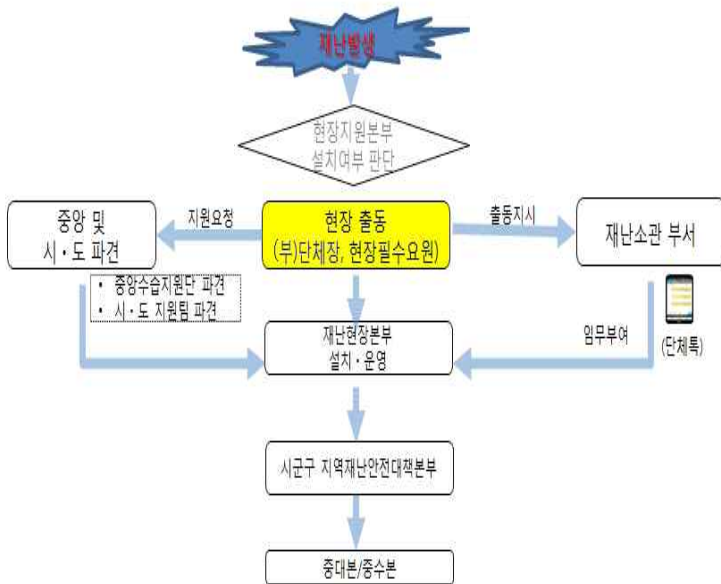 재난발생
현장지원본부
설치여부 판단
중앙 및
시・도 파견
지원요청
현장 출동
(부)단체장, 현장필수요원)
출동지시
재난소관 부서
• 중앙수습지원단 파견
• 시・도 지원팀 파견
재난현장본부
설치・운영
임무부여
(단체톡)
시군구 지역재난안전대책본부
중대본/중수본